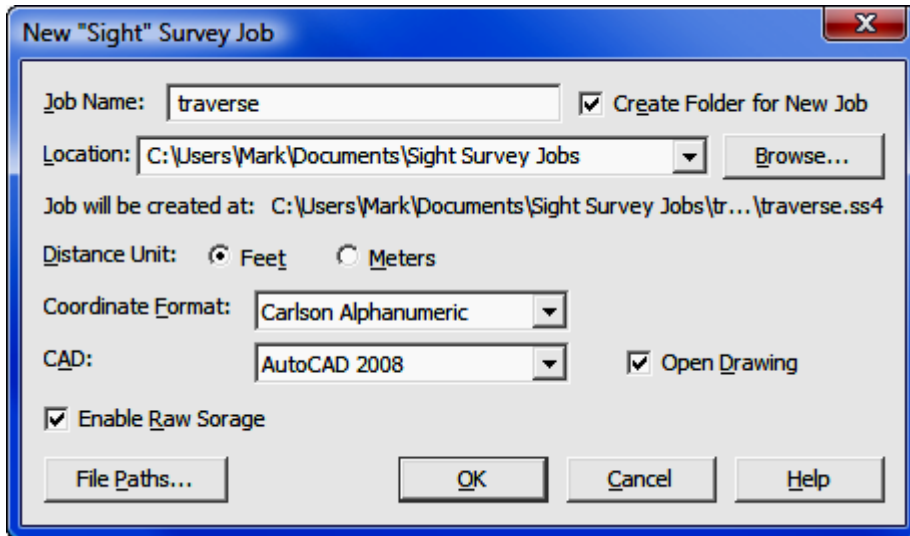 New "Sight" Survey Job
Job Name: traverse Create Folder for New Job
Location: C:\Users\Mark\Documents\Sight Survey Jobs Browse...
Job will be created at: C:\Users\Mark\Documents\Sight Survey Jobs\tr...\traverse.ss4
Distance Unit: Feet Meters
Coordinate Format: Carlson Alphanumeric
CAD: AutoCAD 2008 Open Drawing
Enable Raw Sorage
File Paths... OK Cancel Help